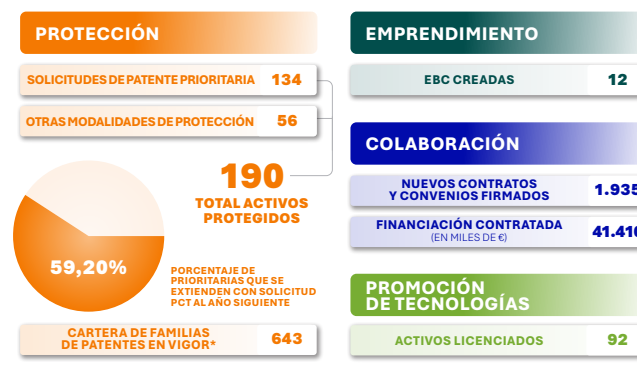 PROTECCIÓN
SOLICITUDES DE PATENTE PRIORITARIA 134
OTRAS MODALIDADES DE PROTECCIÓN 56
190
TOTAL ACTIVOS
PROTEGIDOS
59,20%
PORCENTAJE DE
PRIORITARIAS QUE SE
EXTIENDEN CON SOLICITUD
PCT AL AÑO SIGUIENTE
CARTERA DE FAMILIAS
DE PATENTES EN VIGOR* 643
EMPRENDIMIENTO
EBC CREADAS 12
COLABORACIÓN
NUEVOS CONTRATOS
Y CONVENIOS FIRMADOS 1.935
FINANCIACIÓN CONTRATADA
(EN MILES DE €) 41.410
PROMOCIÓN
DE TECNOLOGÍAS
ACTIVOS LICENCIADOS 92